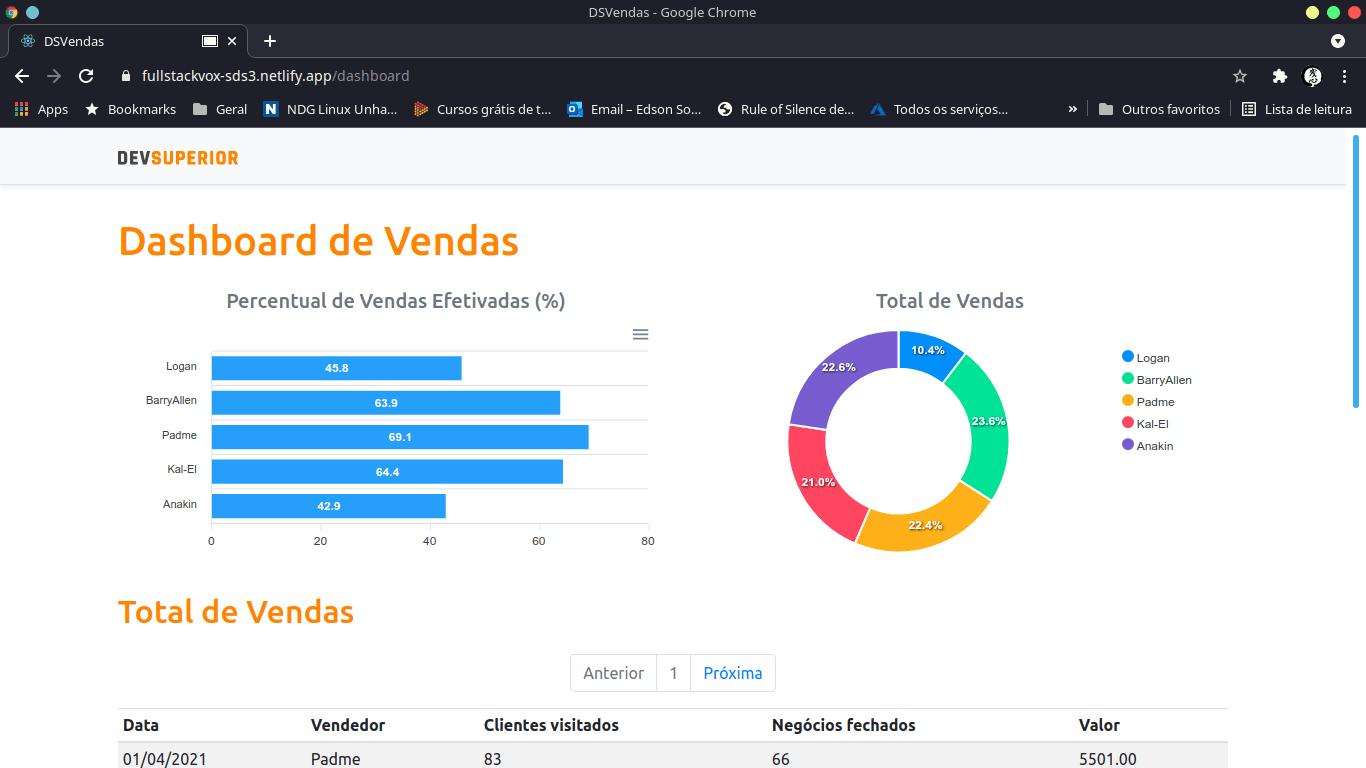 DSVendas - Google Chrome
DSVendas
fullstackvox-sds3.netlify.app/dashboard
Apps Bookmarks Geral NDG Linux Unha... Cursos grátis de t... Email – Edson So... Rule of Silence de... Todos os serviços... » Outros favoritos Lista de leitura
DEVSUPERIOR
Dashboard de Vendas
Percentual de Vendas Efetivadas (%)
Logan 45.8
BarryAllen 63.9
Padme 69.1
Kal-El 64.4
Anakin 42.9
0 20 40 60 80
Total de Vendas
10.4%
23.6%
22.4%
21.0%
22.6%
Logan
BarryAllen
Padme
Kal-El
Anakin
Total de Vendas
Anterior 1 Próxima
Data Vendedor Clientes visitados Negócios fechados Valor
01/04/2021 Padme 83 66 5501.00